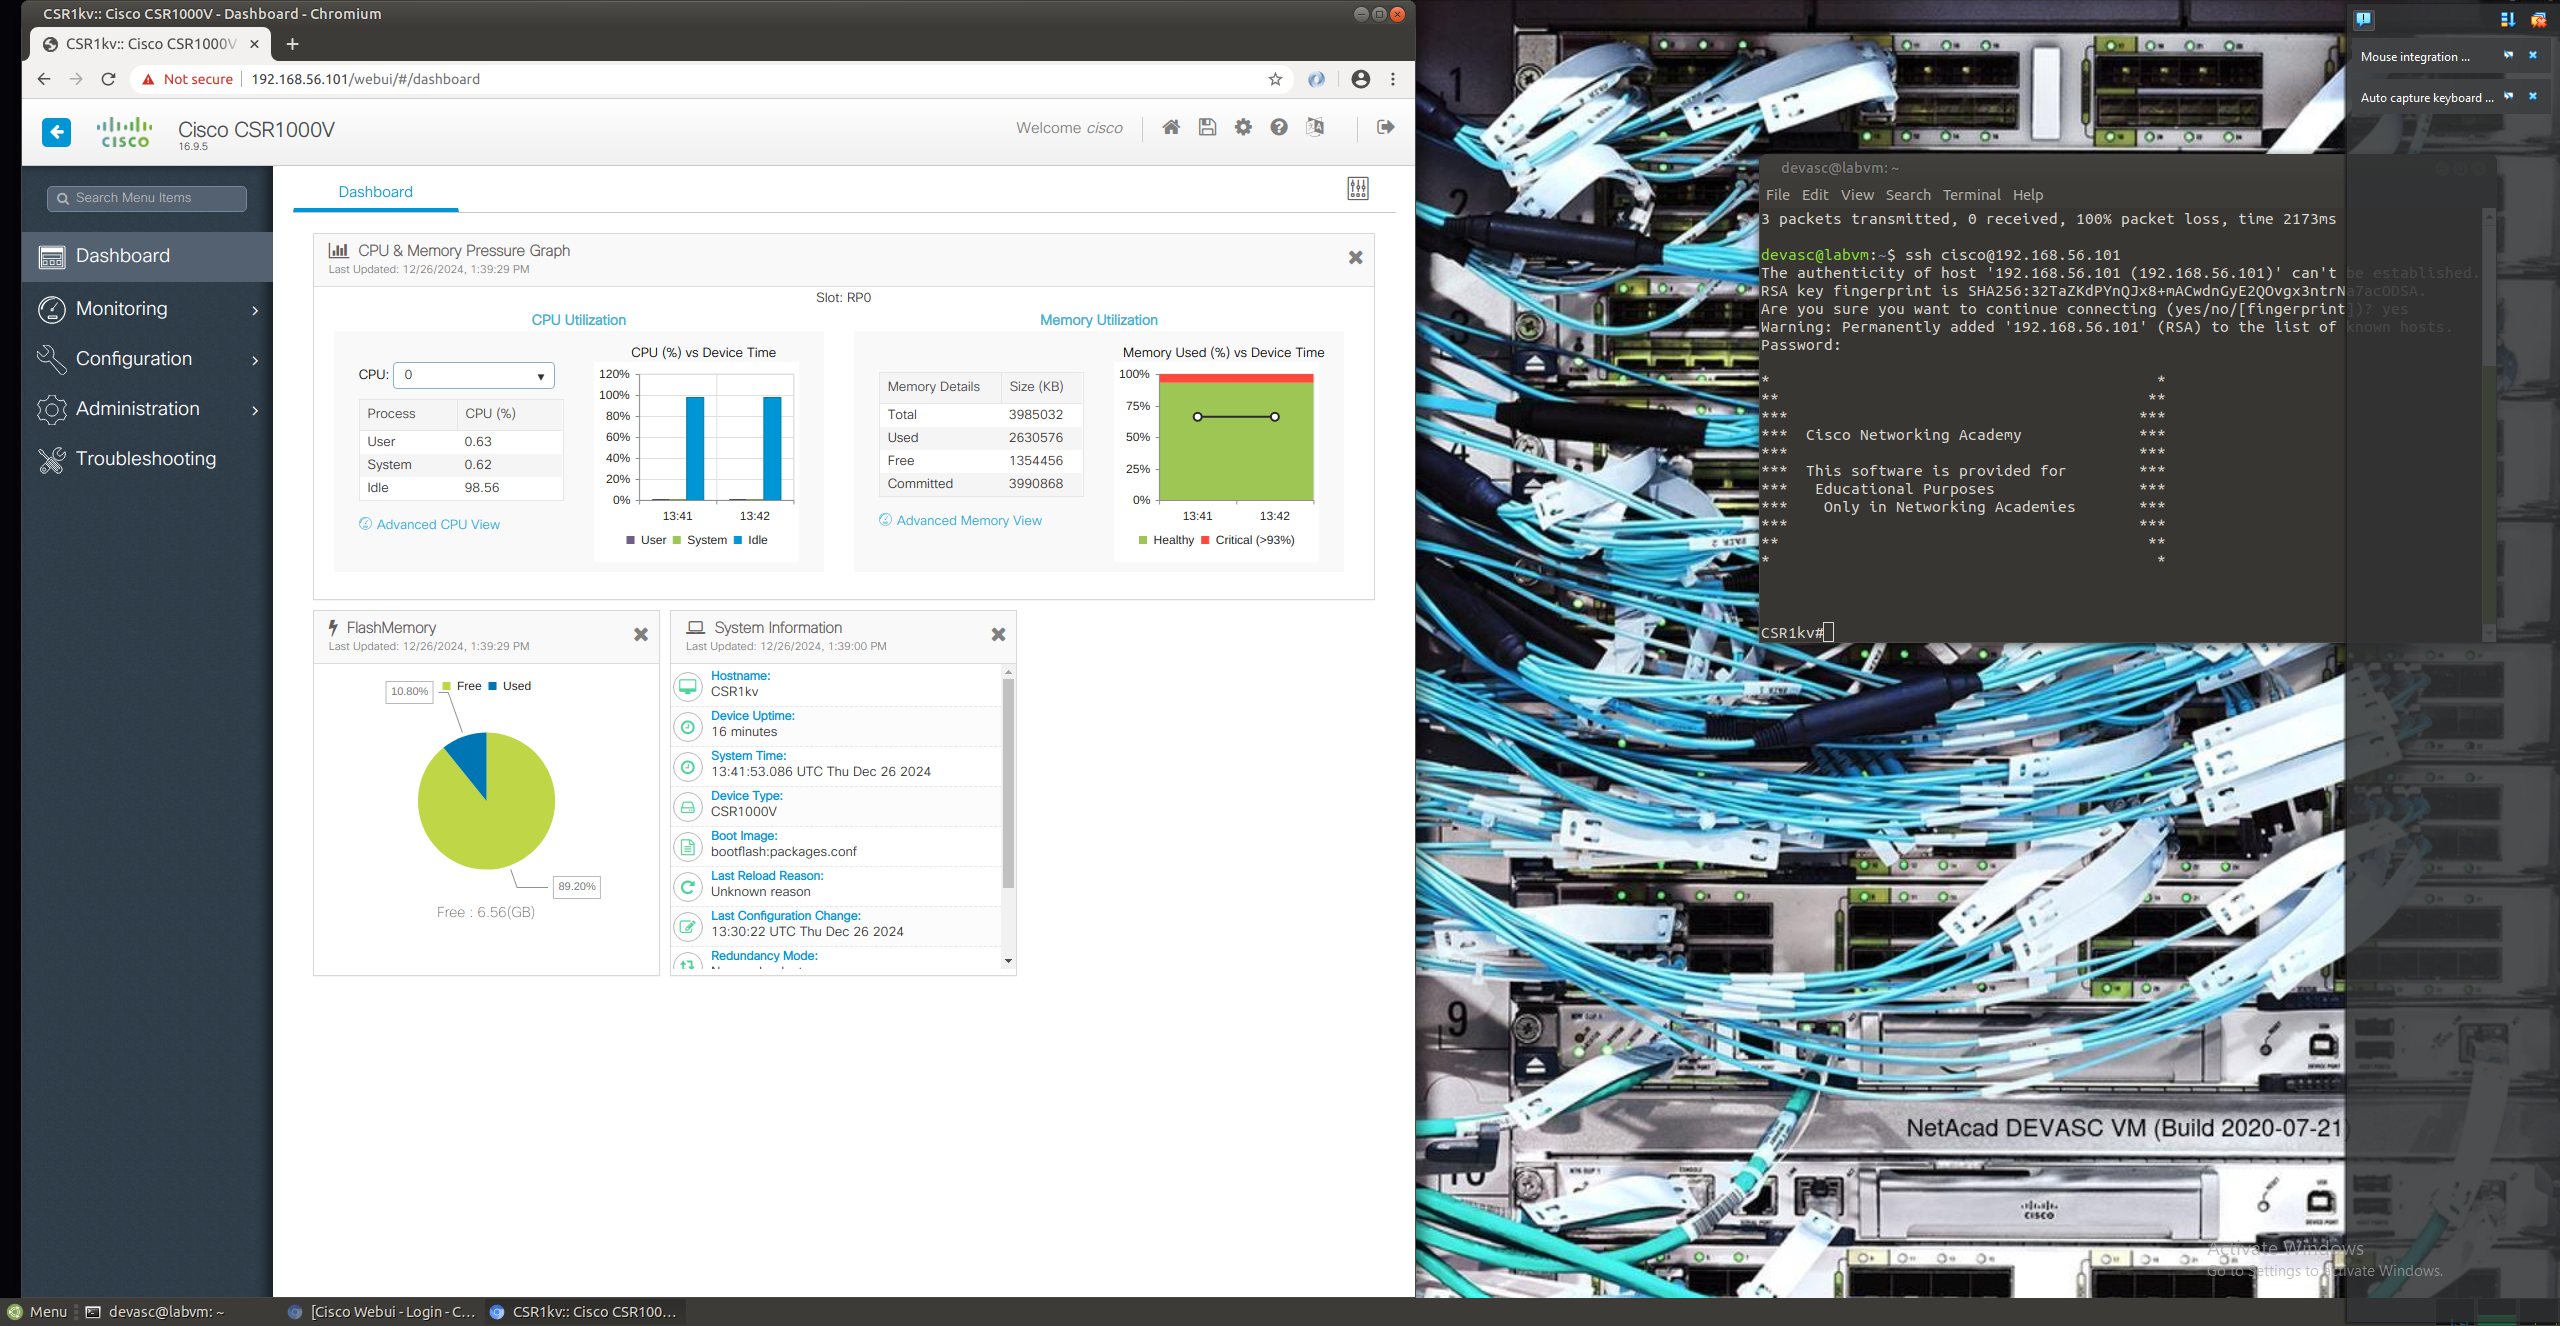 CSR1kv:: Cisco CSR1000V - Dashboard - Chromium
CSR1kv:: Cisco CSR1000V
Not secure
192.168.56.101/webui/#/dashboard
cisco
Cisco CSR1000V
16.9.5
Welcome cisco
Search Menu Items
Dashboard
Monitoring
Configuration
Administration
Troubleshooting
Dashboard
CPU & Memory Pressure Graph
Last Updated: 12/26/2024, 1:39:29 PM
Slot: RP0
CPU Utilization
CPU: 0
Process CPU (%)
User 0.63
System 0.62
Idle 98.56
Advanced CPU View
CPU (%) vs Device Time
120%
100%
80%
60%
40%
20%
0%
13:41 13:42
User System Idle
Memory Utilization
Memory Details Size (KB)
Total 3985032
Used 2630576
Free 1354456
Committed 3990868
Advanced Memory View
Memory Used (%) vs Device Time
100%
75%
50%
25%
0%
13:41 13:42
Healthy Critical (>93%)
FlashMemory
Last Updated: 12/26/2024, 1:39:29 PM
Free Used
10.80%
89.20%
Free : 6.56(GB)
System Information
Last Updated: 12/26/2024, 1:39:00 PM
Hostname:
CSR1kv
Device Uptime:
16 minutes
System Time:
13:41:53.086 UTC Thu Dec 26 2024
Device Type:
CSR1000V
Boot Image:
bootflash:packages.conf
Last Reload Reason:
Unknown reason
Last Configuration Change:
13:30:22 UTC Thu Dec 26 2024
Redundancy Mode:
Mouse integration ...
Auto capture keyboard ...
devasc@labvm: ~
File Edit View Search Terminal Help
3 packets transmitted, 0 received, 100% packet loss, time 2173ms
devasc@labvm:~$ ssh cisco@192.168.56.101
The authenticity of host '192.168.56.101 (192.168.56.101)' can't be established.
RSA key fingerprint is SHA256:32TaZKdPYnQJx8+mACwdnGyE2QOvgx3ntrNa7acODSA.
Are you sure you want to continue connecting (yes/no/[fingerprint])? yes
Warning: Permanently added '192.168.56.101' (RSA) to the list of known hosts.
Password:
* *
** **
*** ***
*** Cisco Networking Academy ***
*** ***
*** This software is provided for ***
*** Educational Purposes ***
*** Only in Networking Academies ***
*** ***
** **
* *
CSR1kv#
1
2
9
10
NetAcad DEVASC VM (Build 2020-07-21)
CISCO
Activate Windows
Go to Settings to activate Windows.
Menu
devasc@labvm: ~
[Cisco Webui - Login - C...
CSR1kv:: Cisco CSR100...